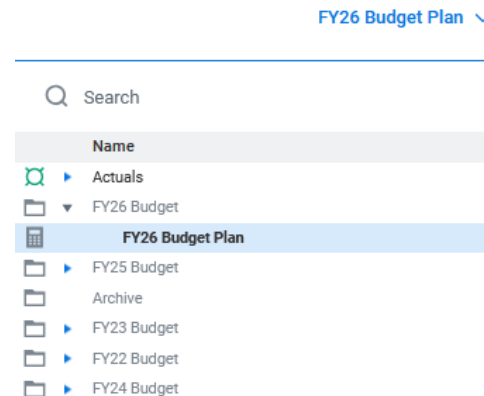 FY26 Budget Plan
Search
Name
Actuals
FY26 Budget
FY26 Budget Plan
FY25 Budget
Archive
FY23 Budget
FY22 Budget
FY24 Budget